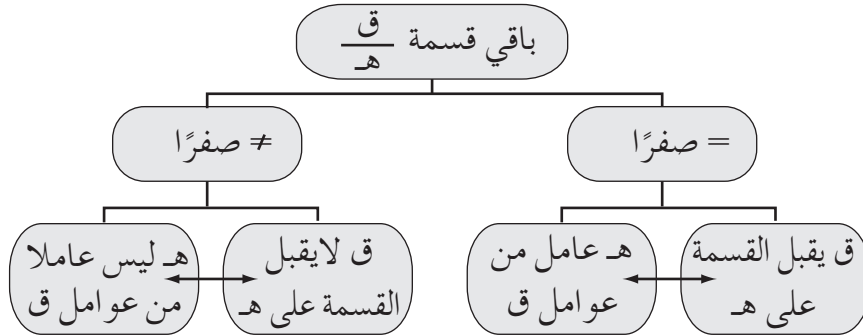 باقي قسمة ق/هـ
= صفرًا
≠ صفرًا
ق يقبل القسمة
على هـ
هـ عامل من
عوامل ق
ق لايقبل
القسمة على هـ
هـ ليس عاملا
من عوامل ق